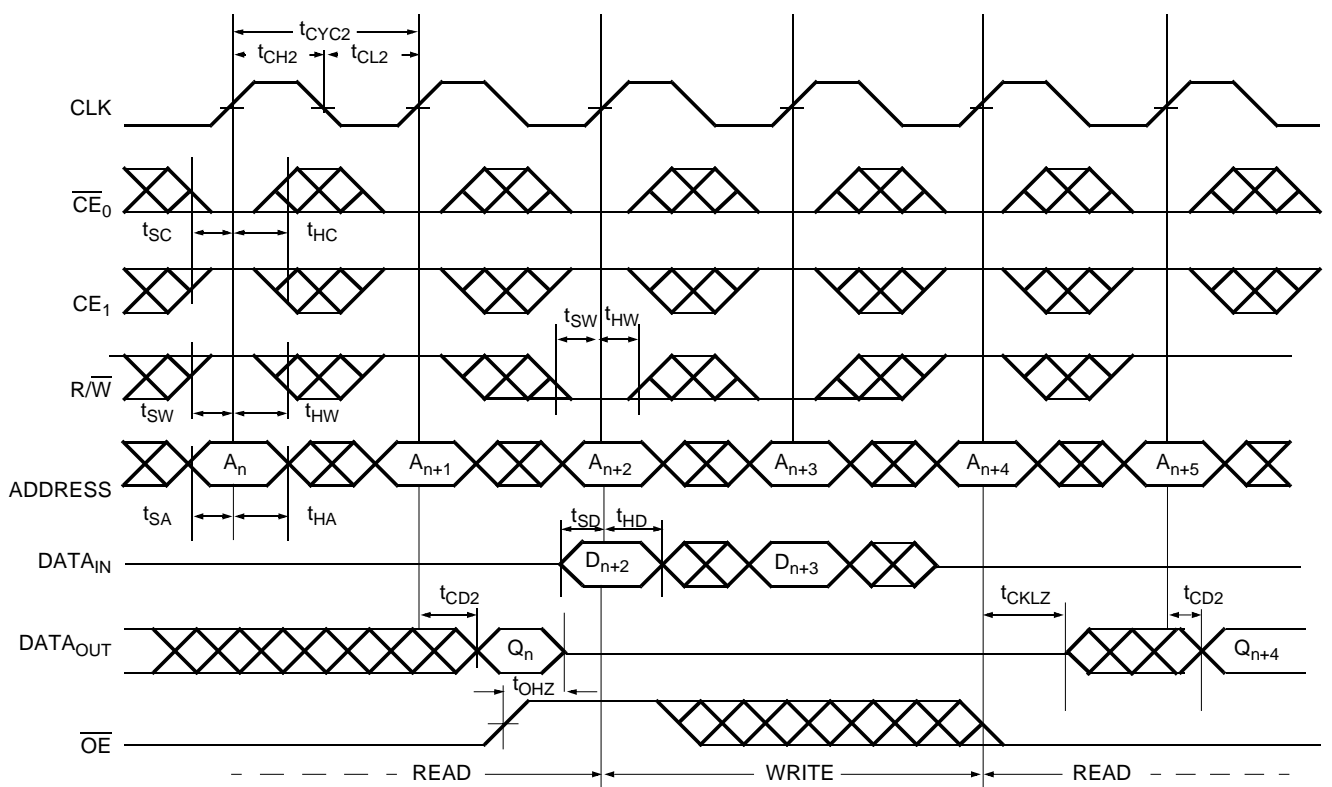 tCYC2
tCH2 tCL2
CLK
CE0
tSC tHC
CE1
tSW tHW
R/W
tSW tHW
An An+1 An+2 An+3 An+4 An+5
ADDRESS
tSA tHA tSD tHD
DATAIN Dn+2 Dn+3
tCD2 tCKLZ tCD2
DATAOUT Qn Qn+4
tOHZ
OE
READ WRITE READ